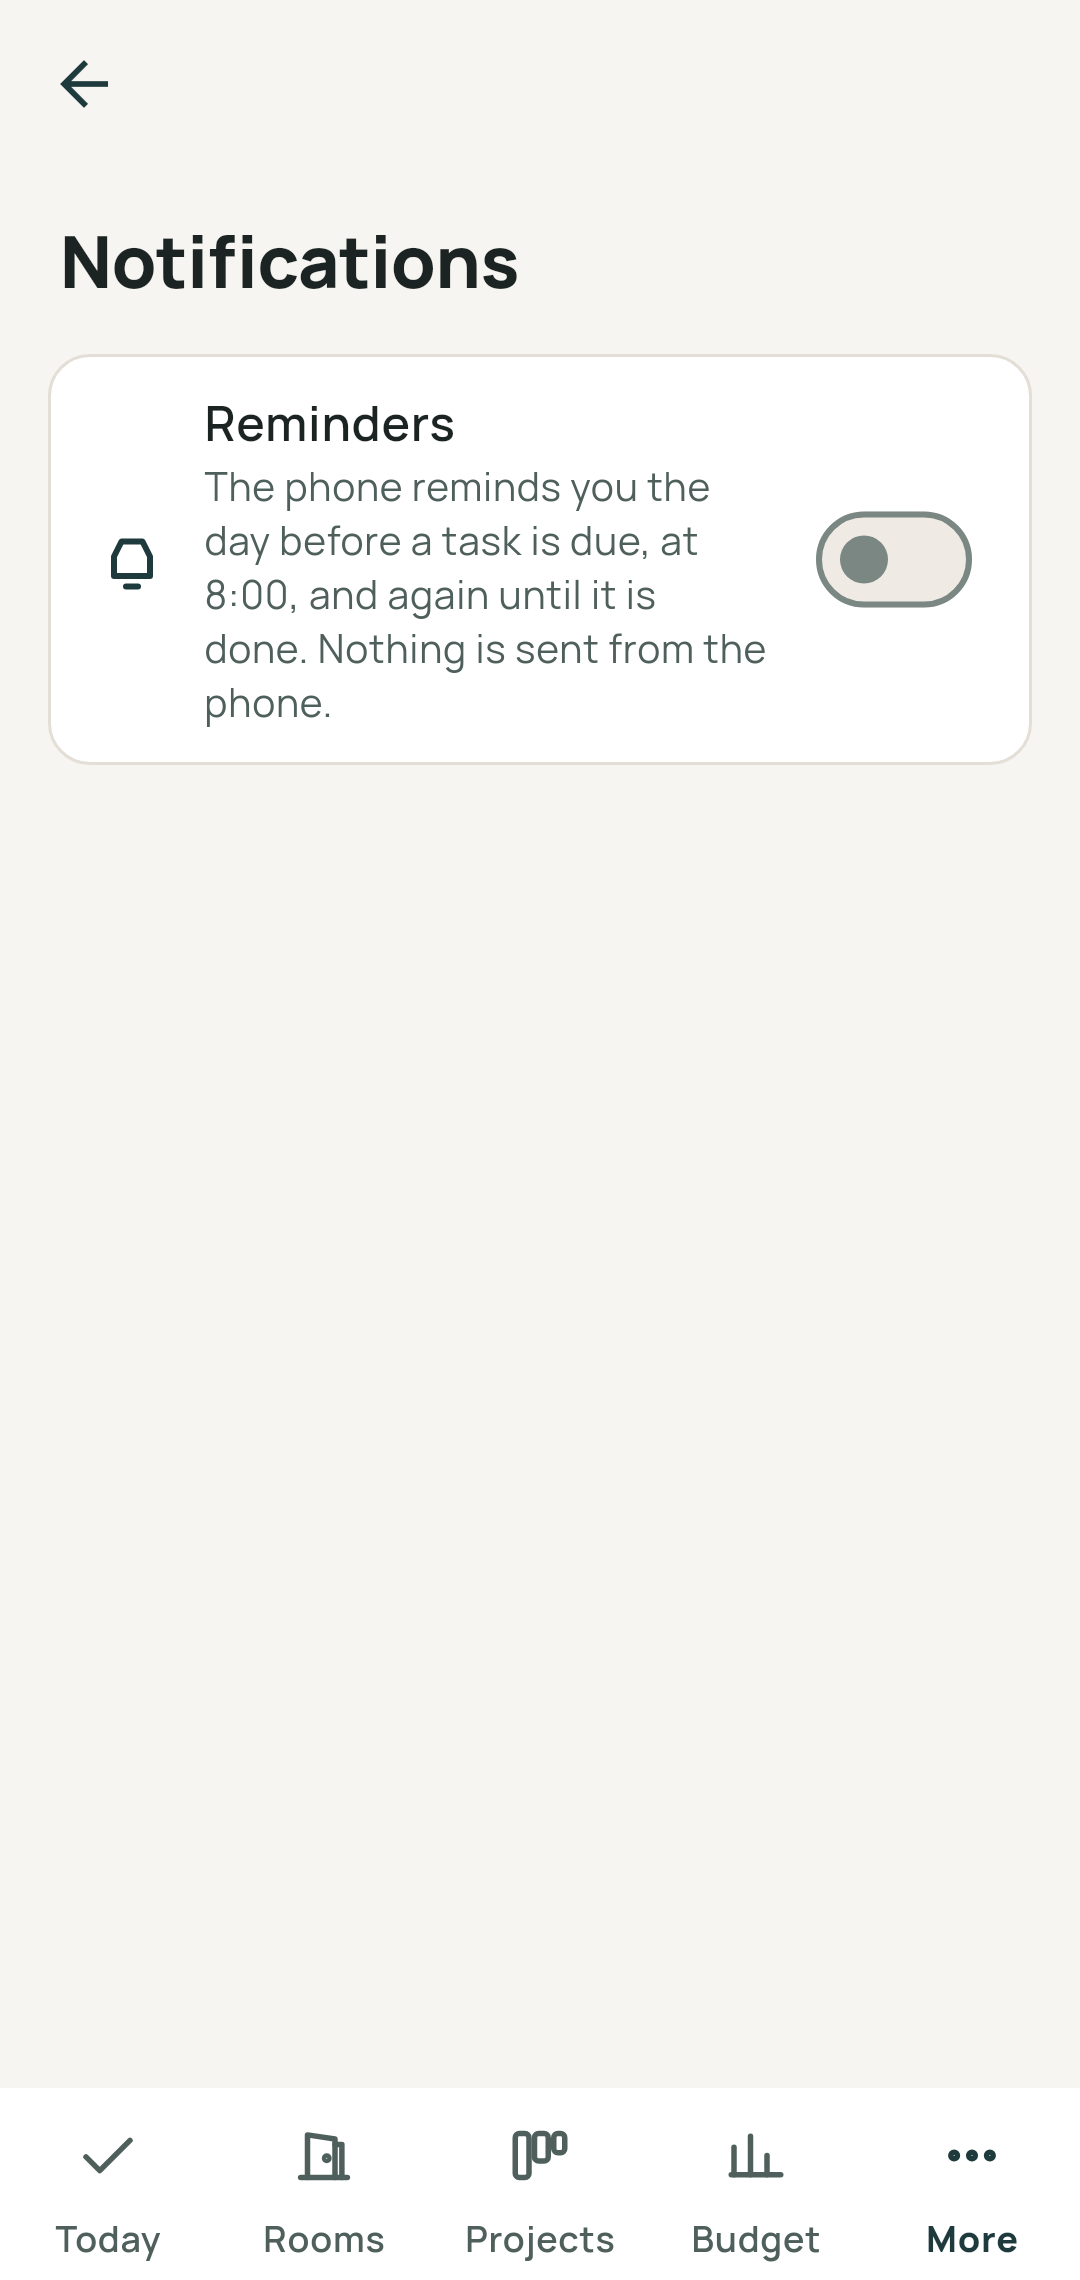 Notifications
Reminders
The phone reminds you the
day before a task is due, at
8:00, and again until it is
done. Nothing is sent from the
phone.
Today
Rooms
Projects
Budget
More